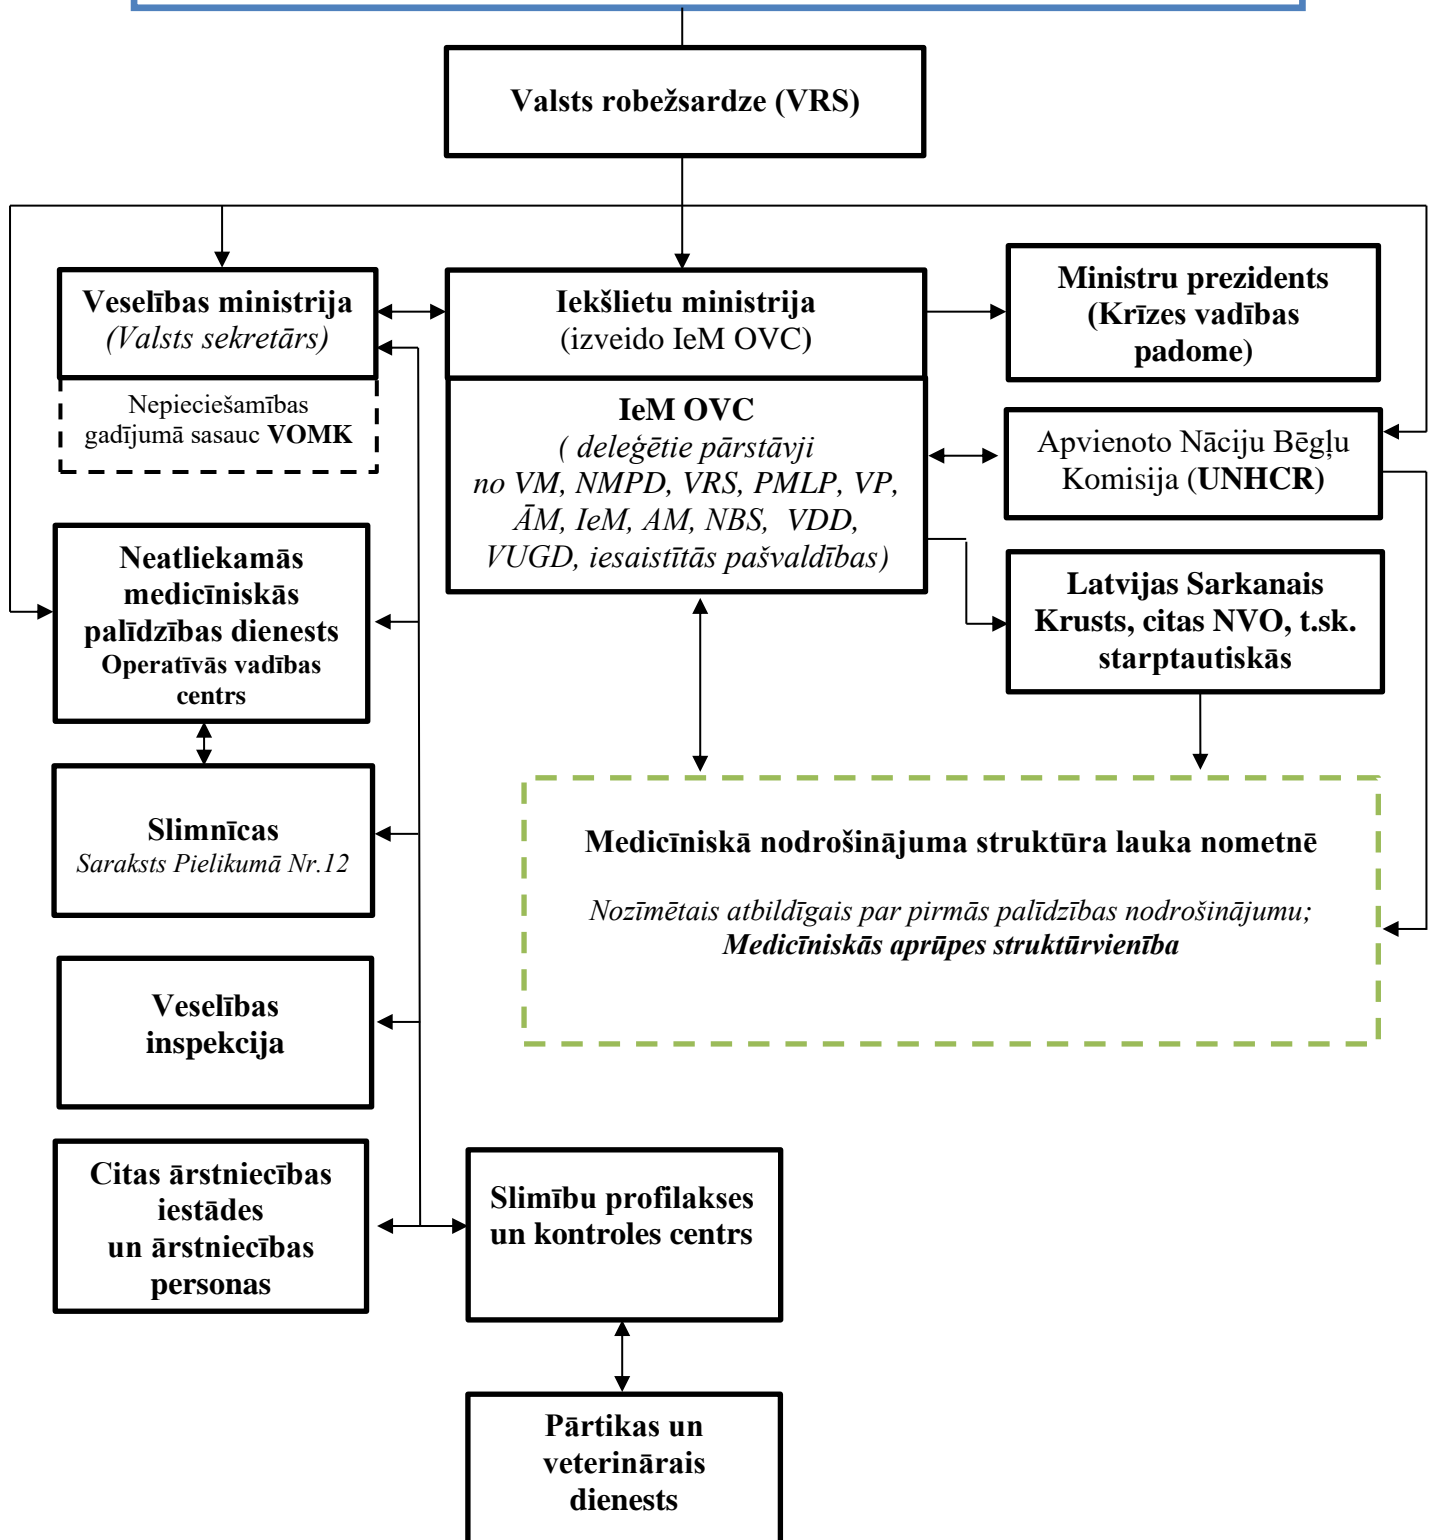 Valsts robežsardze (VRS)
Veselības ministrija
(Valsts sekretārs)
Nepieciešamības
gadījumā sasauc VOMK
Iekšlietu ministrija
(izveido IeM OVC)
IeM OVC
( deleģētie pārstāvji
no VM, NMPD, VRS, PMLP, VP,
ĀM, IeM, AM, NBS, VDD,
VUGD, iesaistītās pašvaldības)
Ministru prezidents
(Krīzes vadības
padome)
Apvienoto Nāciju Bēgļu
Komisija (UNHCR)
Latvijas Sarkanais
Krusts, citas NVO, t.sk.
starptautiskās
Neatliekamās
medicīniskās
palīdzības dienests
Operatīvās vadības
centrs
Slimnīcas
Saraksts Pielikumā Nr.12
Medicīniskā nodrošinājuma struktūra lauka nometnē
Nozīmētais atbildīgais par pirmās palīdzības nodrošinājumu;
Medicīniskās aprūpes struktūrvienība
Veselības
inspekcija
Citas ārstniecības
iestādes
un ārstniecības
personas
Slimību profilakses
un kontroles centrs
Pārtikas un
veterinārais
dienests